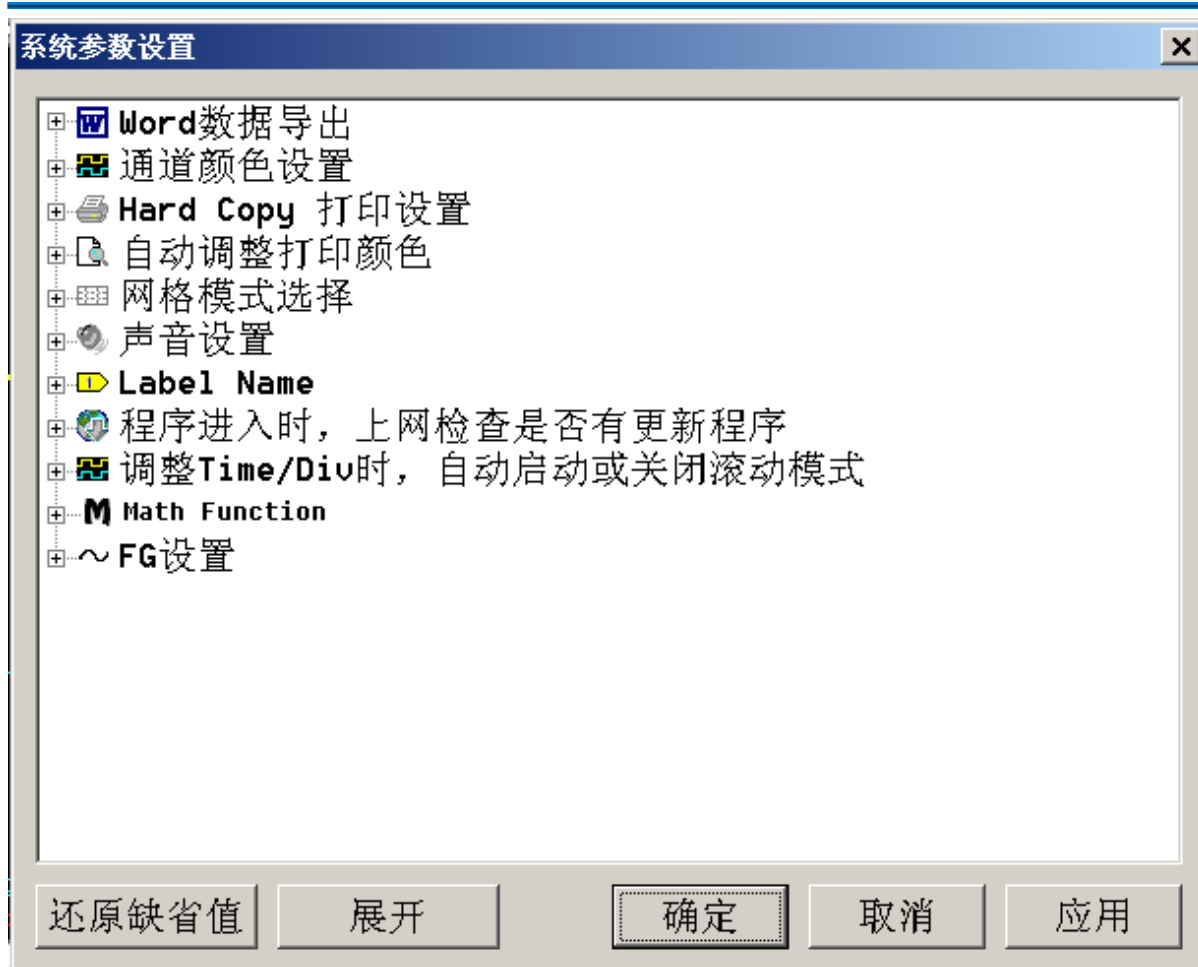 系统参数设置
Word数据导出
通道颜色设置
Hard Copy 打印设置
自动调整打印颜色
网格模式选择
声音设置
Label Name
程序进入时，上网检查是否有更新程序
调整Time/Div时，自动启动或关闭滚动模式
Math Function
FG设置
还原缺省值 展开 确定 取消 应用